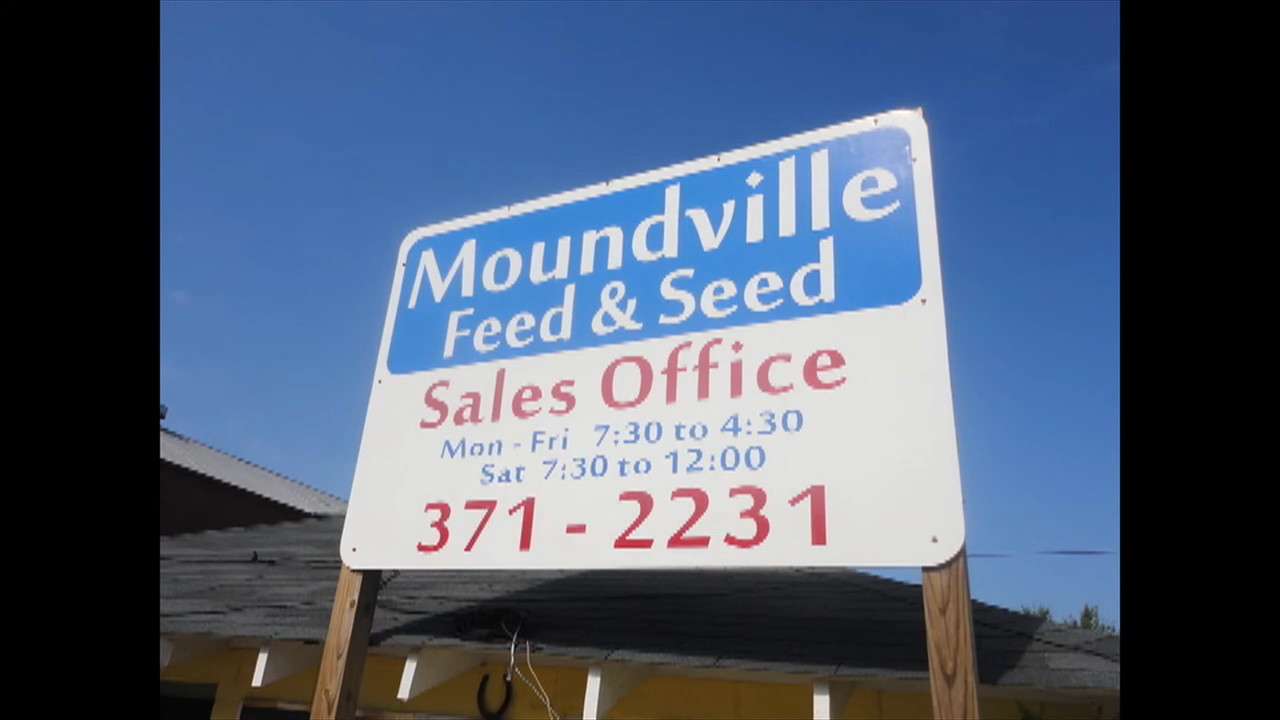 Moundville
Feed & Seed
Sales Office
Mon - Fri 7:30 to 4:30
Sat 7:30 to 12:00
371 - 2231